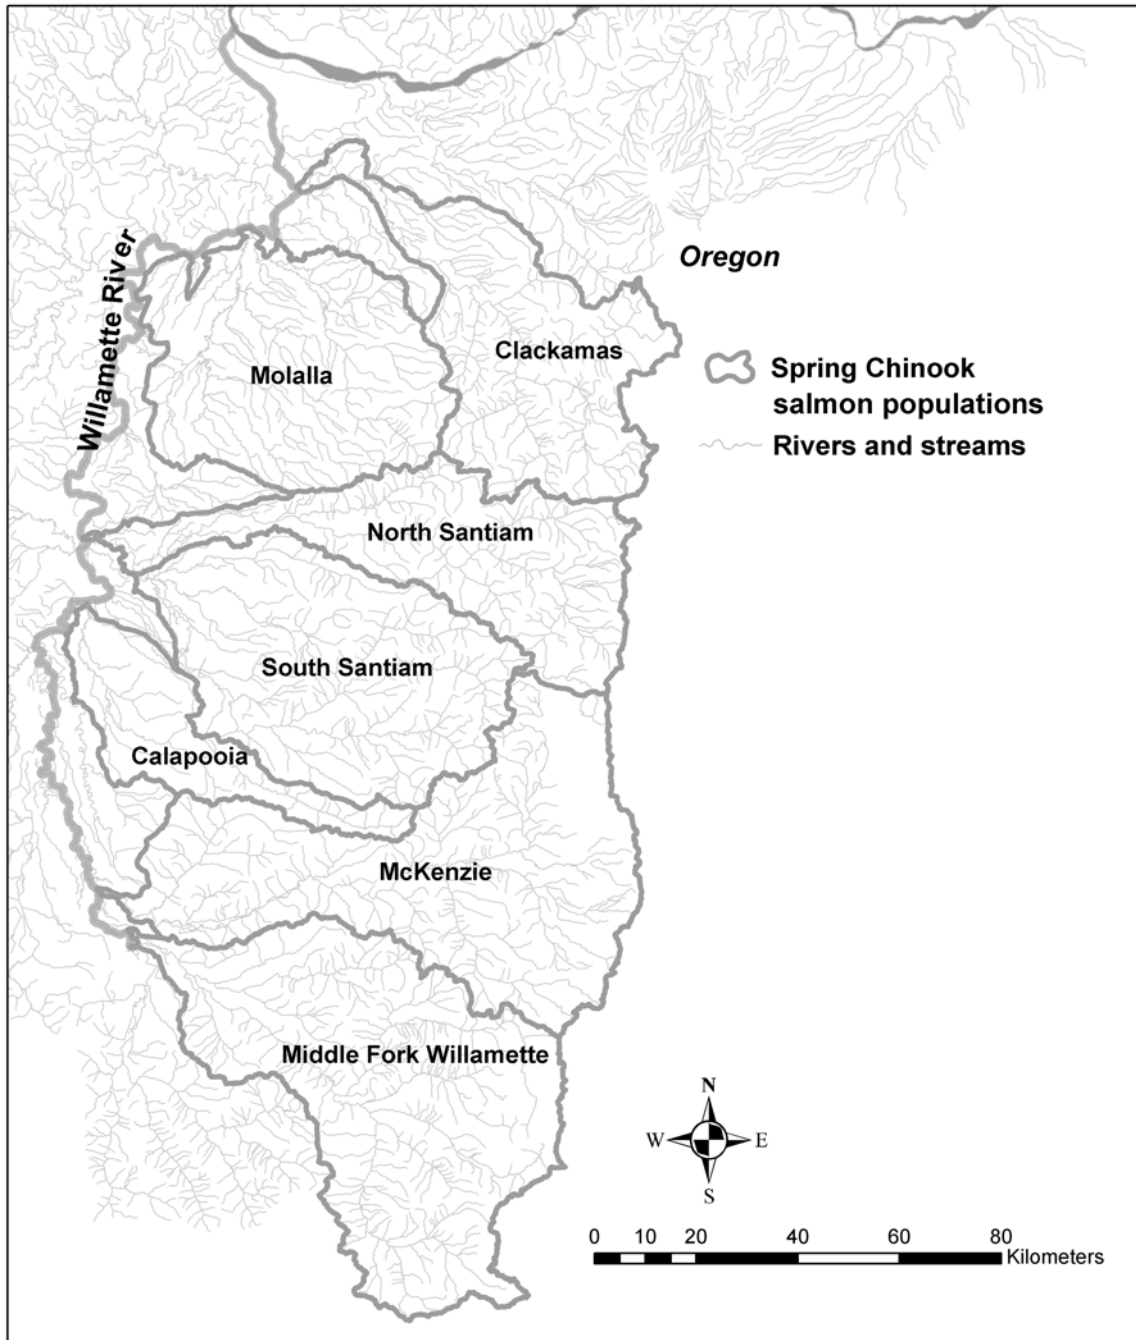 Willamette River
Oregon
Clackamas
Molalla
Spring Chinook
salmon populations
Rivers and streams
North Santiam
South Santiam
Calapooia
McKenzie
Middle Fork Willamette
N
W E
S
0 10 20 40 60 80
Kilometers